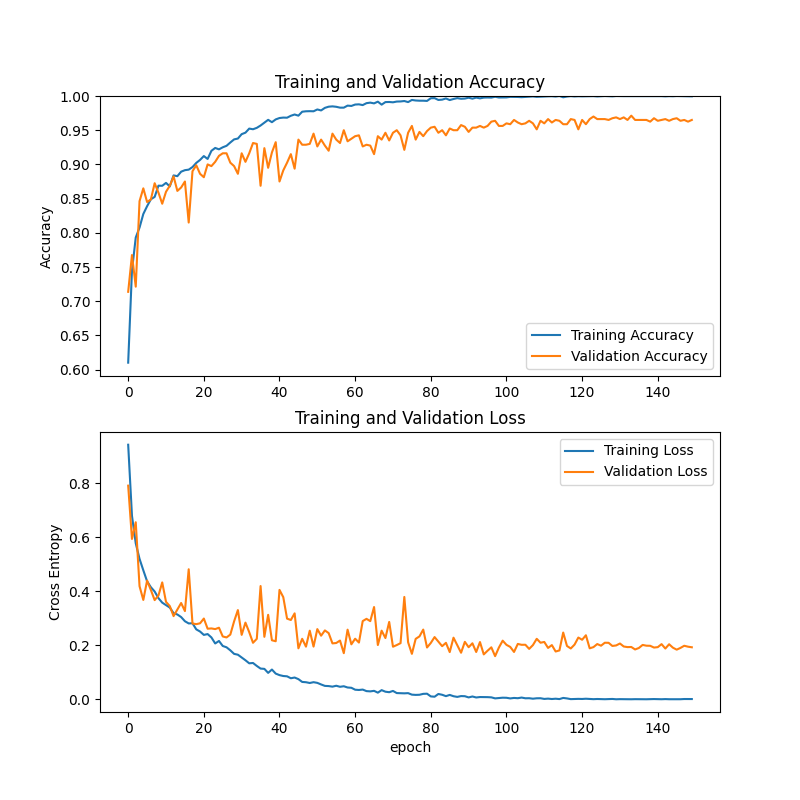 Training and Validation Accuracy
1.00
0.95
0.90
0.85
0.80
0.75
0.70
0.65
0.60
Accuracy
Training Accuracy
Validation Accuracy
0 20 40 60 80 100 120 140
Training and Validation Loss
0.8
0.6
0.4
0.2
0.0
Cross Entropy
Training Loss
Validation Loss
0 20 40 60 80 100 120 140
epoch